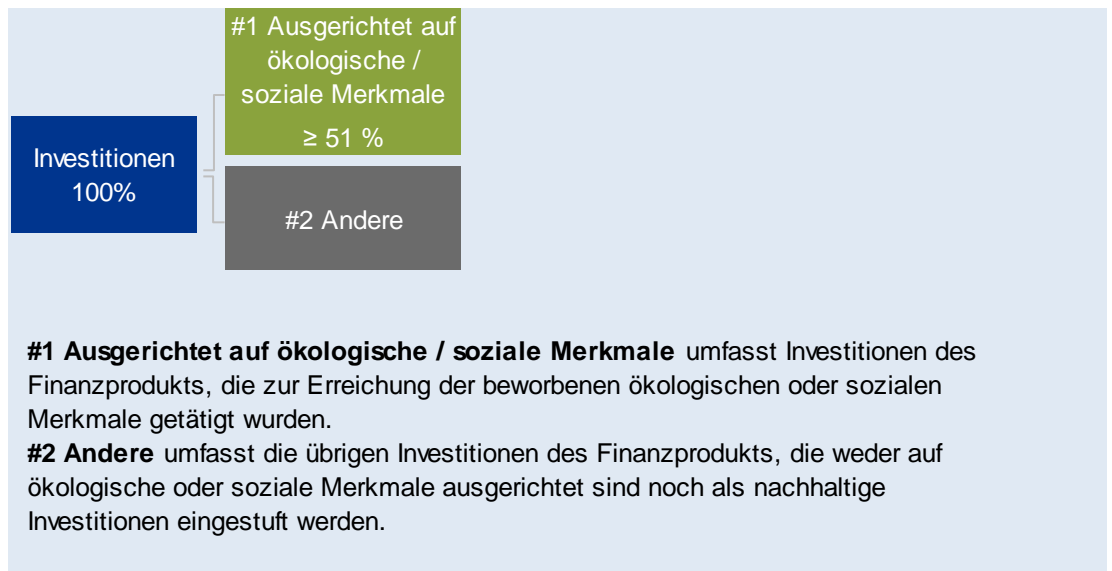 #1 Ausgerichtet auf
ökologische /
soziale Merkmale
≥ 51 %
Investitionen
100%
#2 Andere
#1 Ausgerichtet auf ökologische / soziale Merkmale umfasst Investitionen des
Finanzprodukts, die zur Erreichung der beworbenen ökologischen oder sozialen
Merkmale getätigt wurden.
#2 Andere umfasst die übrigen Investitionen des Finanzprodukts, die weder auf
ökologische oder soziale Merkmale ausgerichtet sind noch als nachhaltige
Investitionen eingestuft werden.